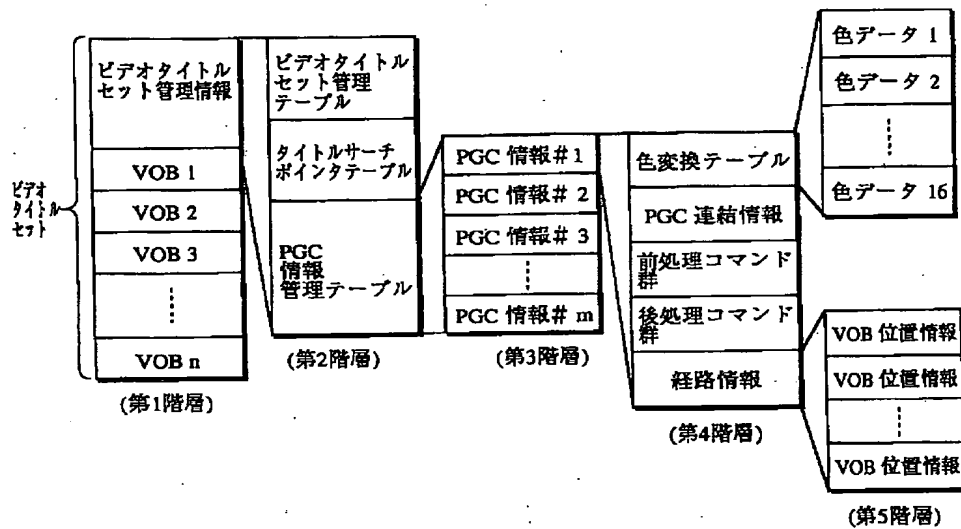 ビデオ
タイトル
セット
ビデオタイトル
セット管理情報
VOB 1
VOB 2
VOB 3
VOB n
(第1階層)
ビデオタイトル
セット管理
テーブル
タイトルサーチ
ポインタテーブル
PGC
情報
管理テーブル
(第2階層)
PGC 情報# 1
PGC 情報# 2
PGC 情報# 3
PGC 情報# m
(第3階層)
色変換テーブル
PGC 連結情報
前処理コマンド
群
後処理コマンド
群
経路情報
(第4階層)
色データ 1
色データ 2
色データ 16
VOB 位置情報
VOB 位置情報
VOB 位置情報
(第5階層)